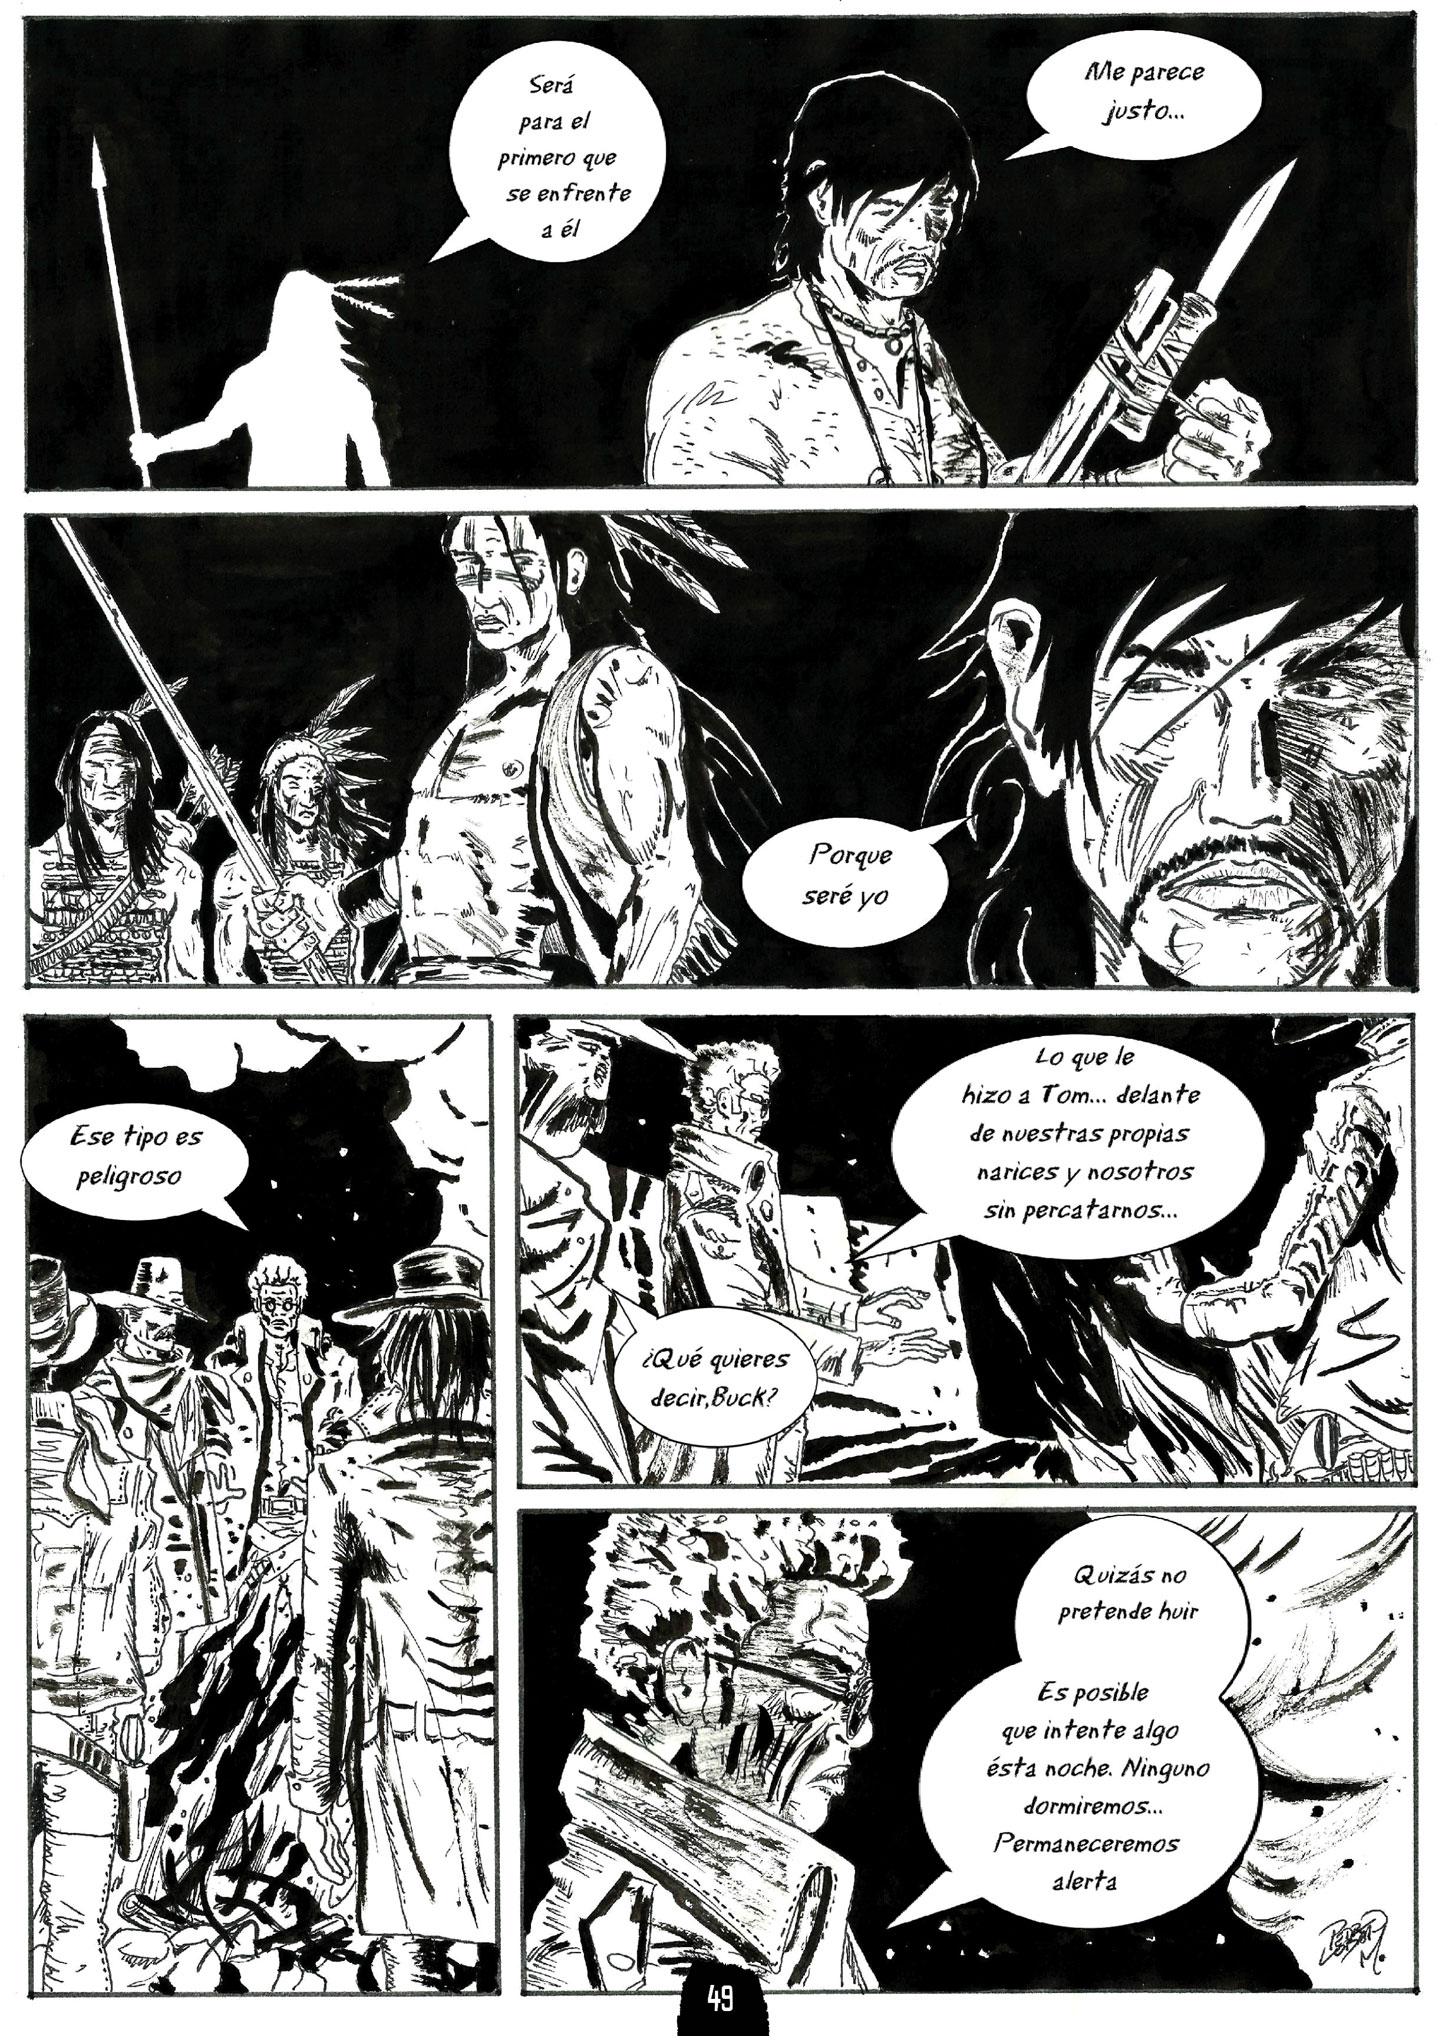 Será
para el
primero que
se enfrente
a él
Me parece
justo...
Porque
seré yo
Ese tipo es
peligroso
Lo que le
hizo a Tom... delante
de nuestras propias
narices y nosotros
sin percatarnos...
¿Qué quieres
decir,Buck?
Quizás no
pretende huir
Es posible
que intente algo
ésta noche. Ninguno
dormiremos...
Permaneceremos
alerta
49